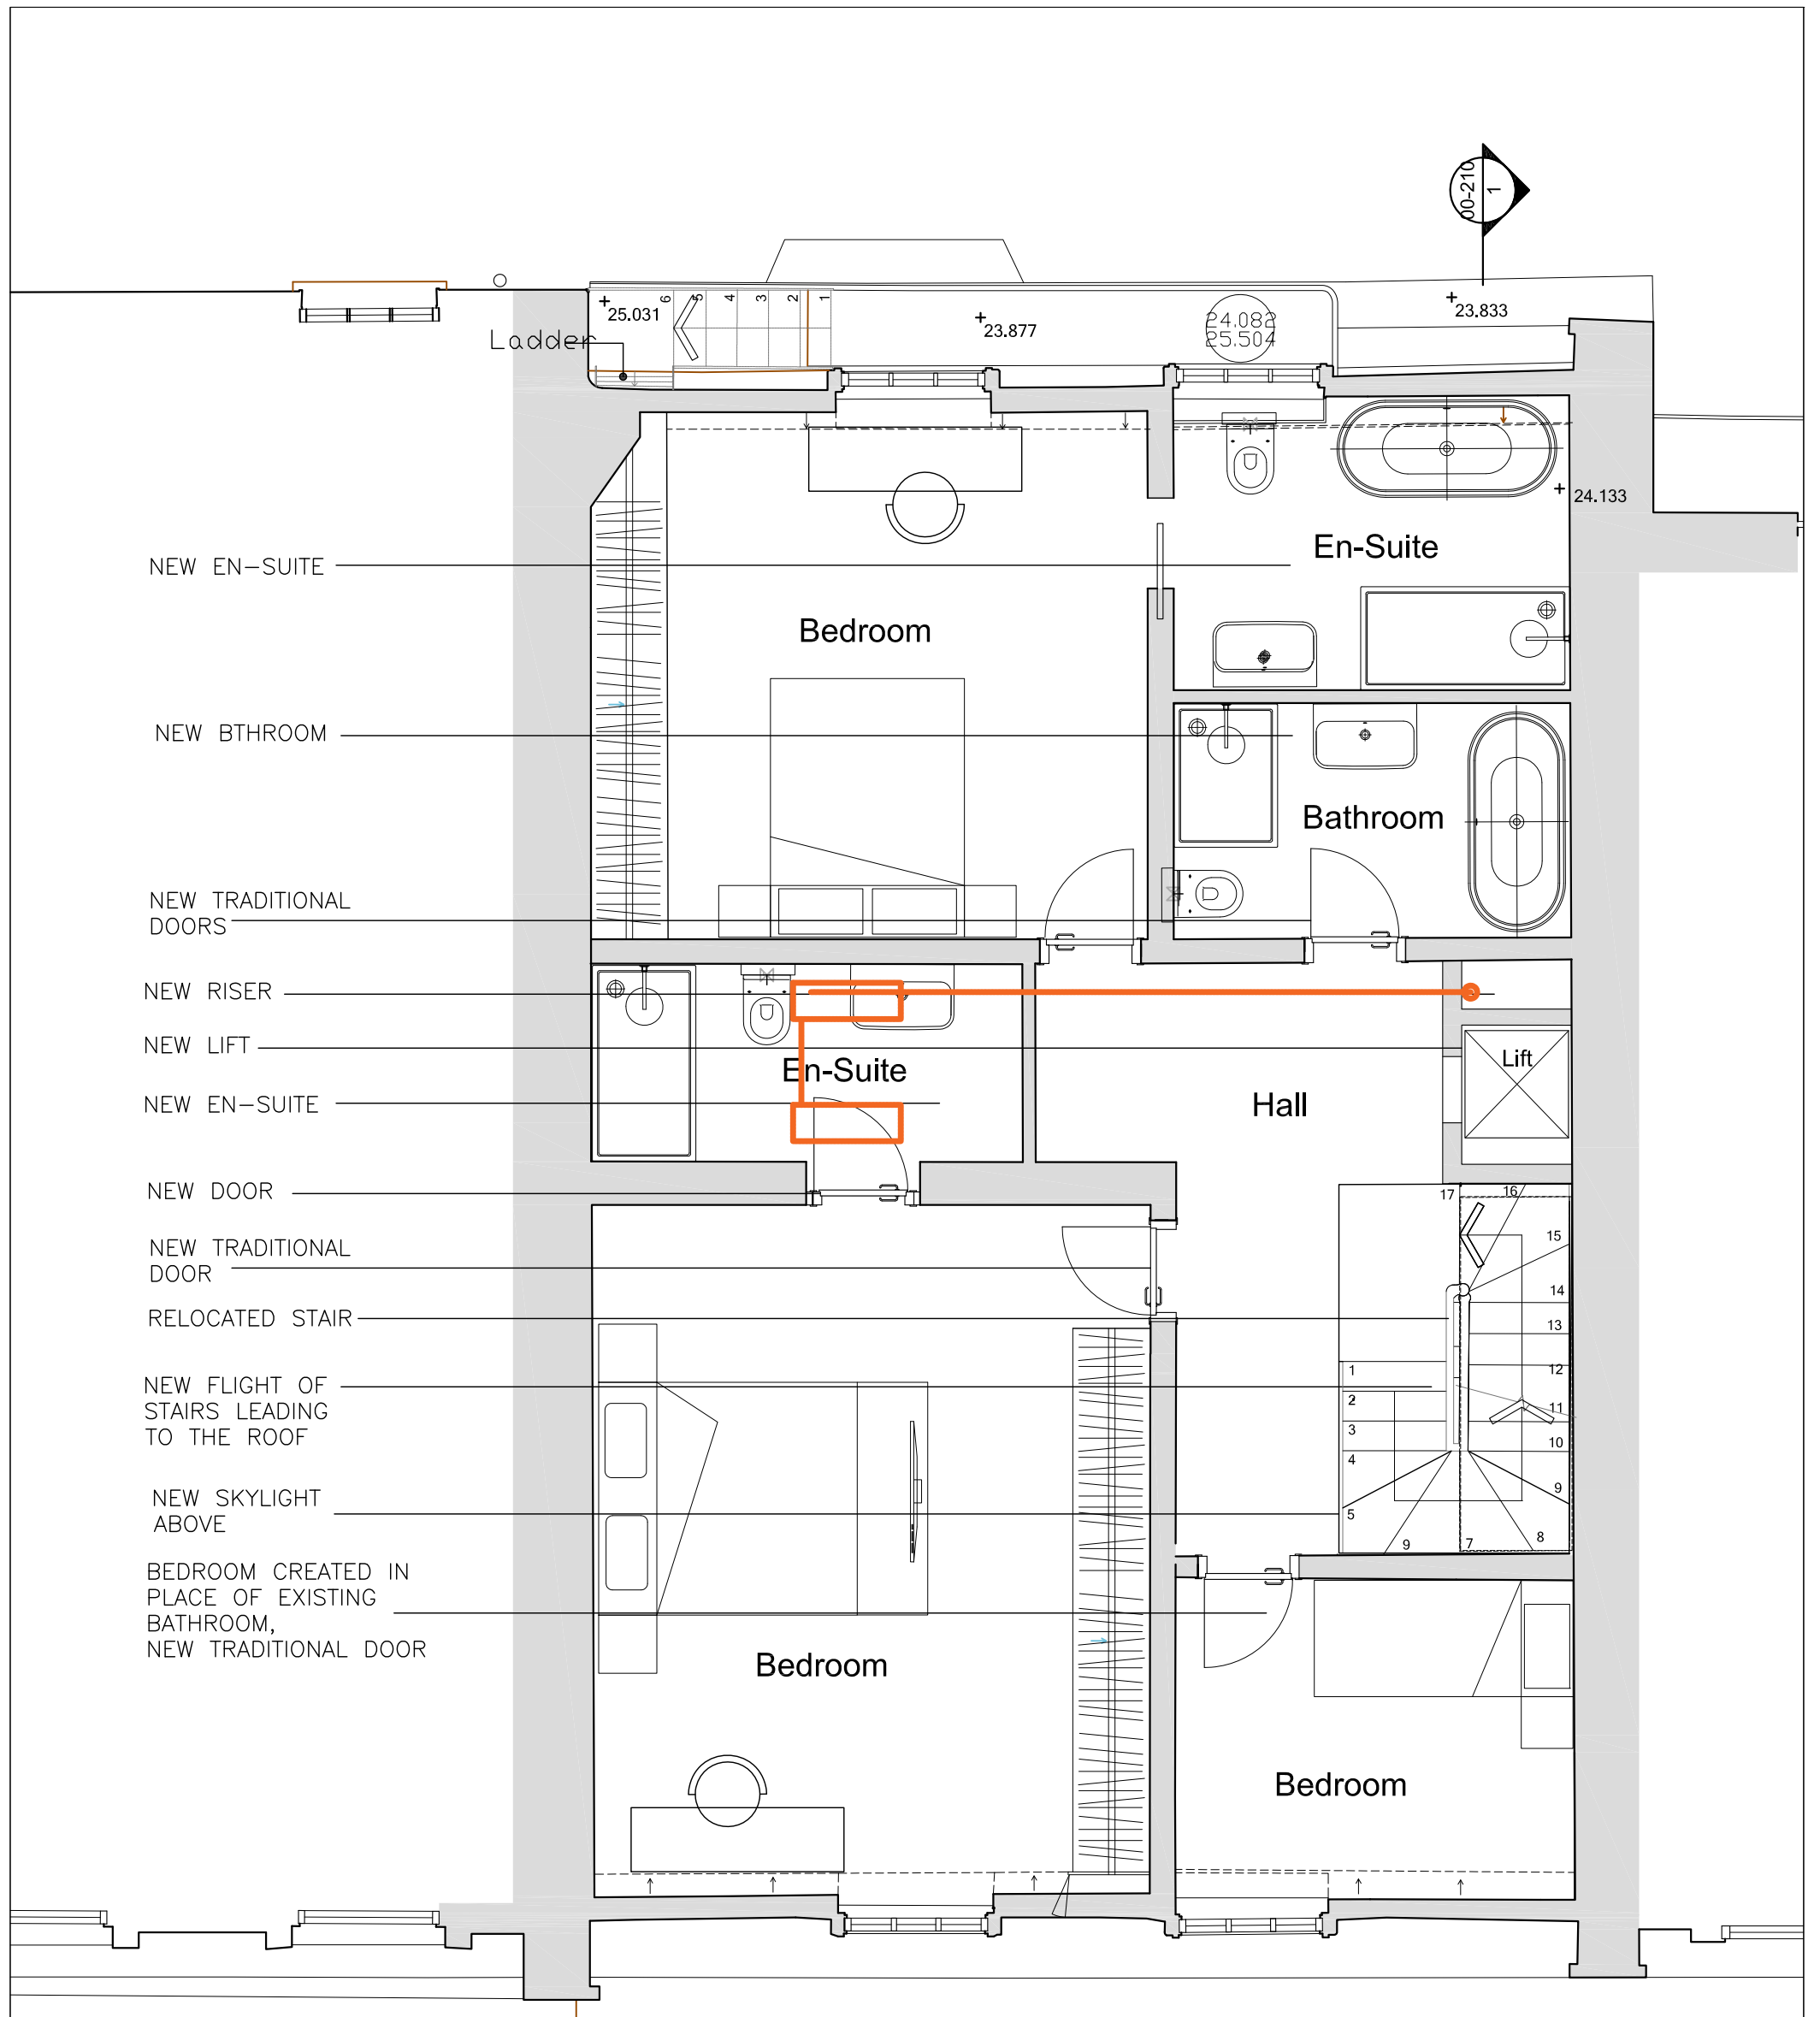 00-210
1
25.031
6
5
4
3
2
1
23.877
24.082
25.504
23.833
Ladder
24.133
NEW EN-SUITE
En-Suite
Bedroom
NEW BTHROOM
Bathroom
NEW TRADITIONAL
DOORS
NEW RISER
NEW LIFT
Lift
En-Suite
NEW EN-SUITE
Hall
NEW DOOR
17
16
15
NEW TRADITIONAL
DOOR
14
RELOCATED STAIR
13
1
12
NEW FLIGHT OF
STAIRS LEADING
TO THE ROOF
2
11
3
10
4
9
NEW SKYLIGHT
ABOVE
5
9
7
8
BEDROOM CREATED IN
PLACE OF EXISTING
BATHROOM,
NEW TRADITIONAL DOOR
Bedroom
Bedroom